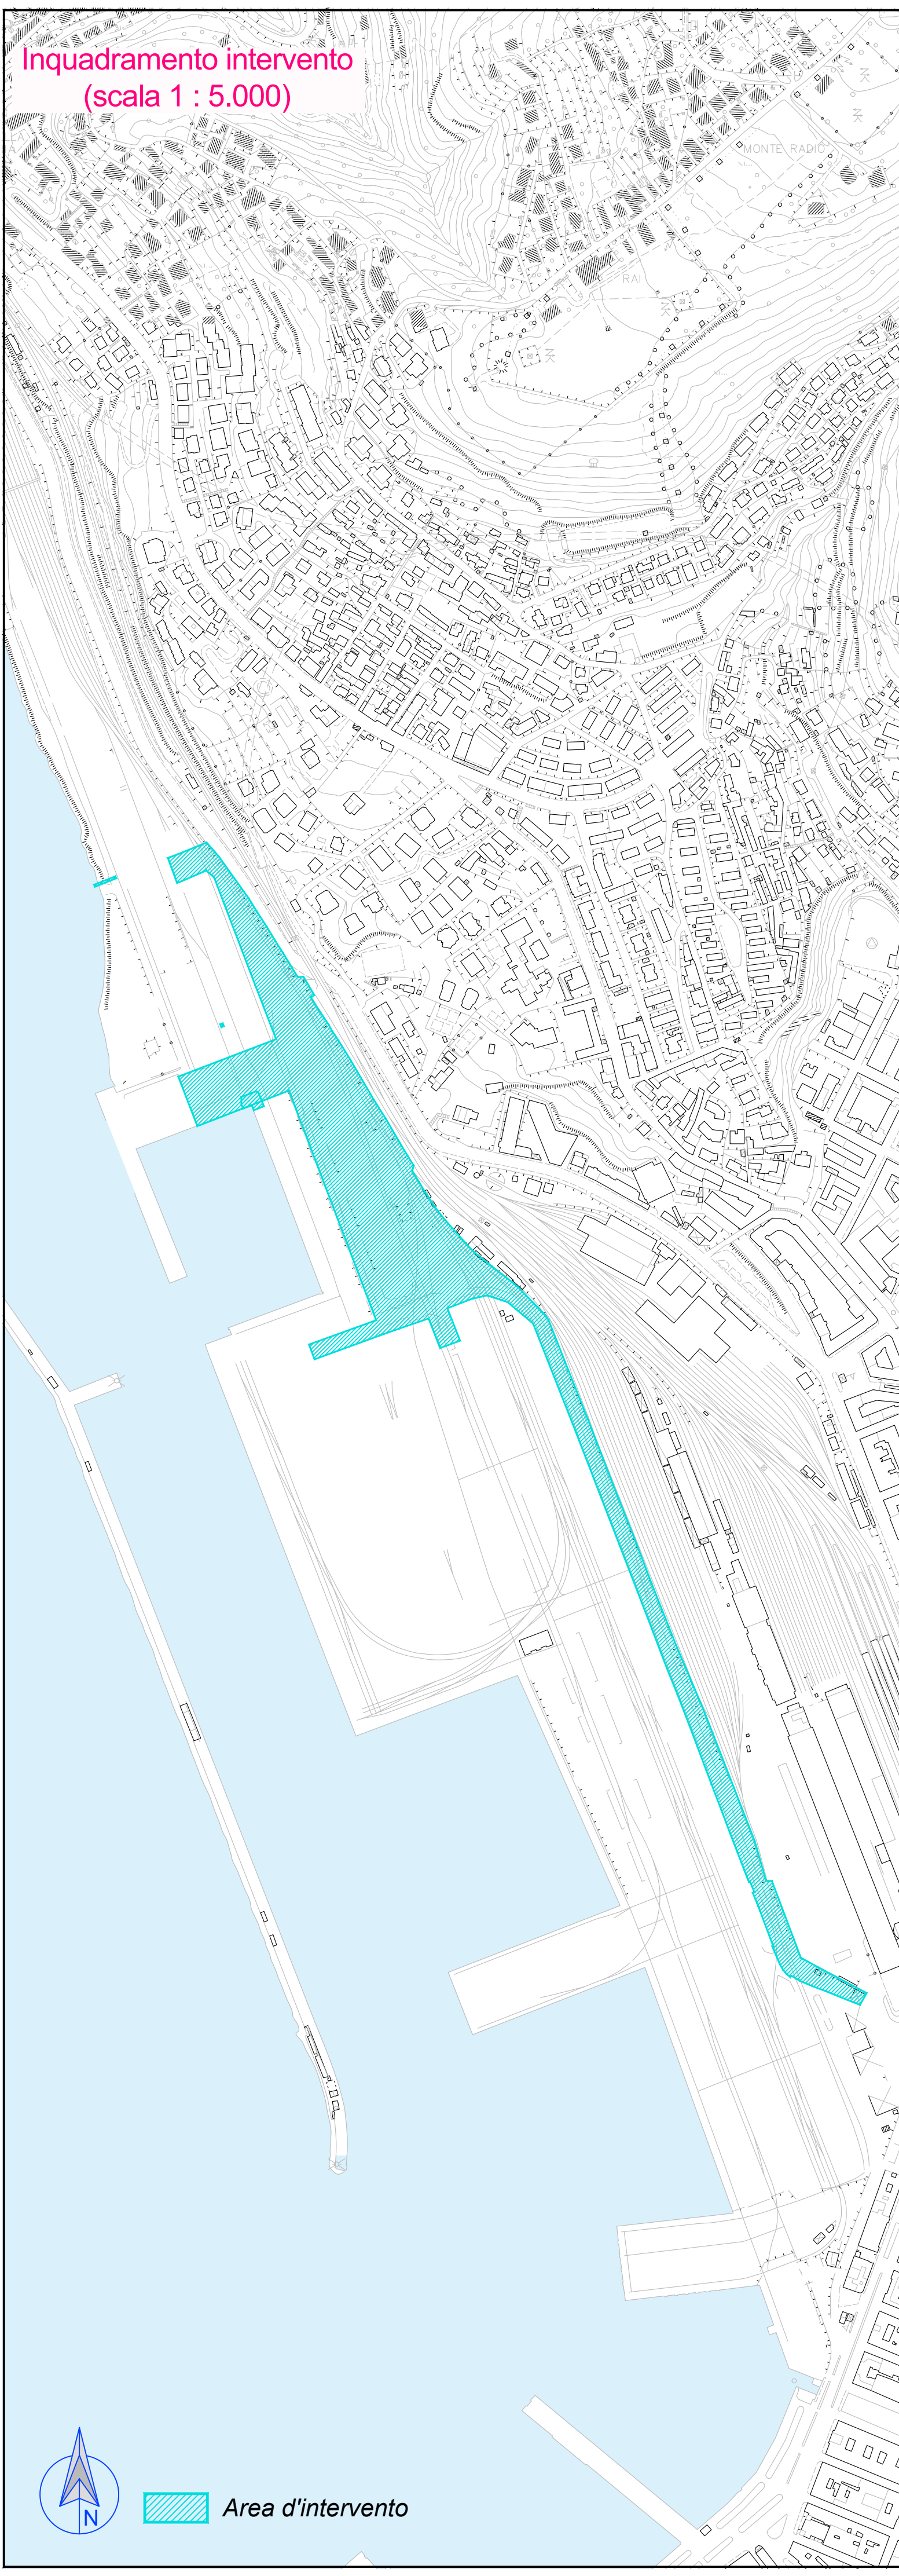 Inquadramento intervento
(scala 1 : 5.000)
MONTE RADIO
RAI
N
Area d'intervento